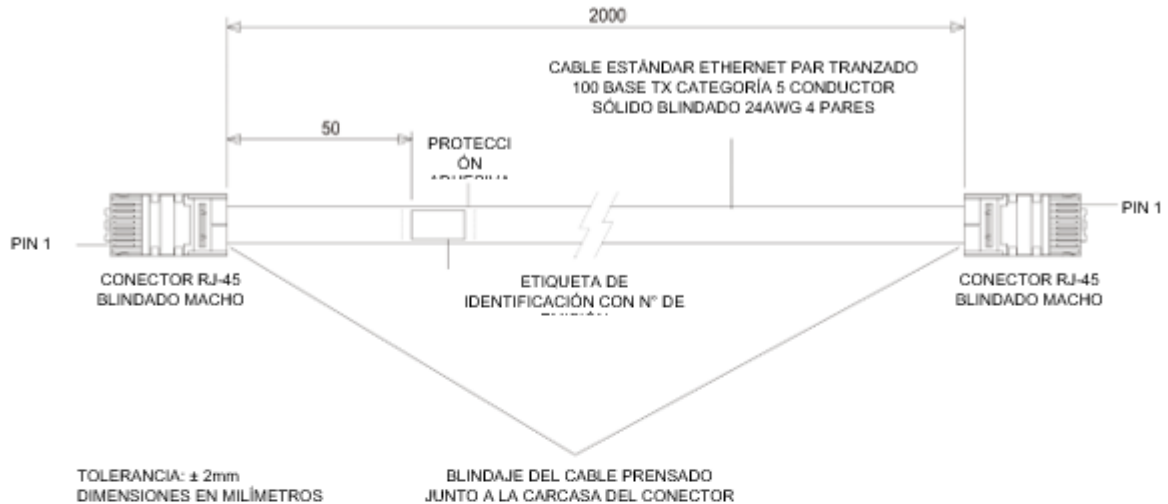 2000
CABLE ESTÁNDAR ETHERNET PAR TRANZADO
100 BASE TX CATEGORÍA 5 CONDUCTOR
SÓLIDO BLINDADO 24AWG 4 PARES
50
PROTECCI
ÓN
PIN 1
PIN 1
CONECTOR RJ-45
BLINDADO MACHO
ETIQUETA DE
IDENTIFICACIÓN CON N° DE
CONECTOR RJ-45
BLINDADO MACHO
TOLERANCIA: ± 2mm
DIMENSIONES EN MILÍMETROS
BLINDAJE DEL CABLE PRENSADO
JUNTO A LA CARCASA DEL CONECTOR